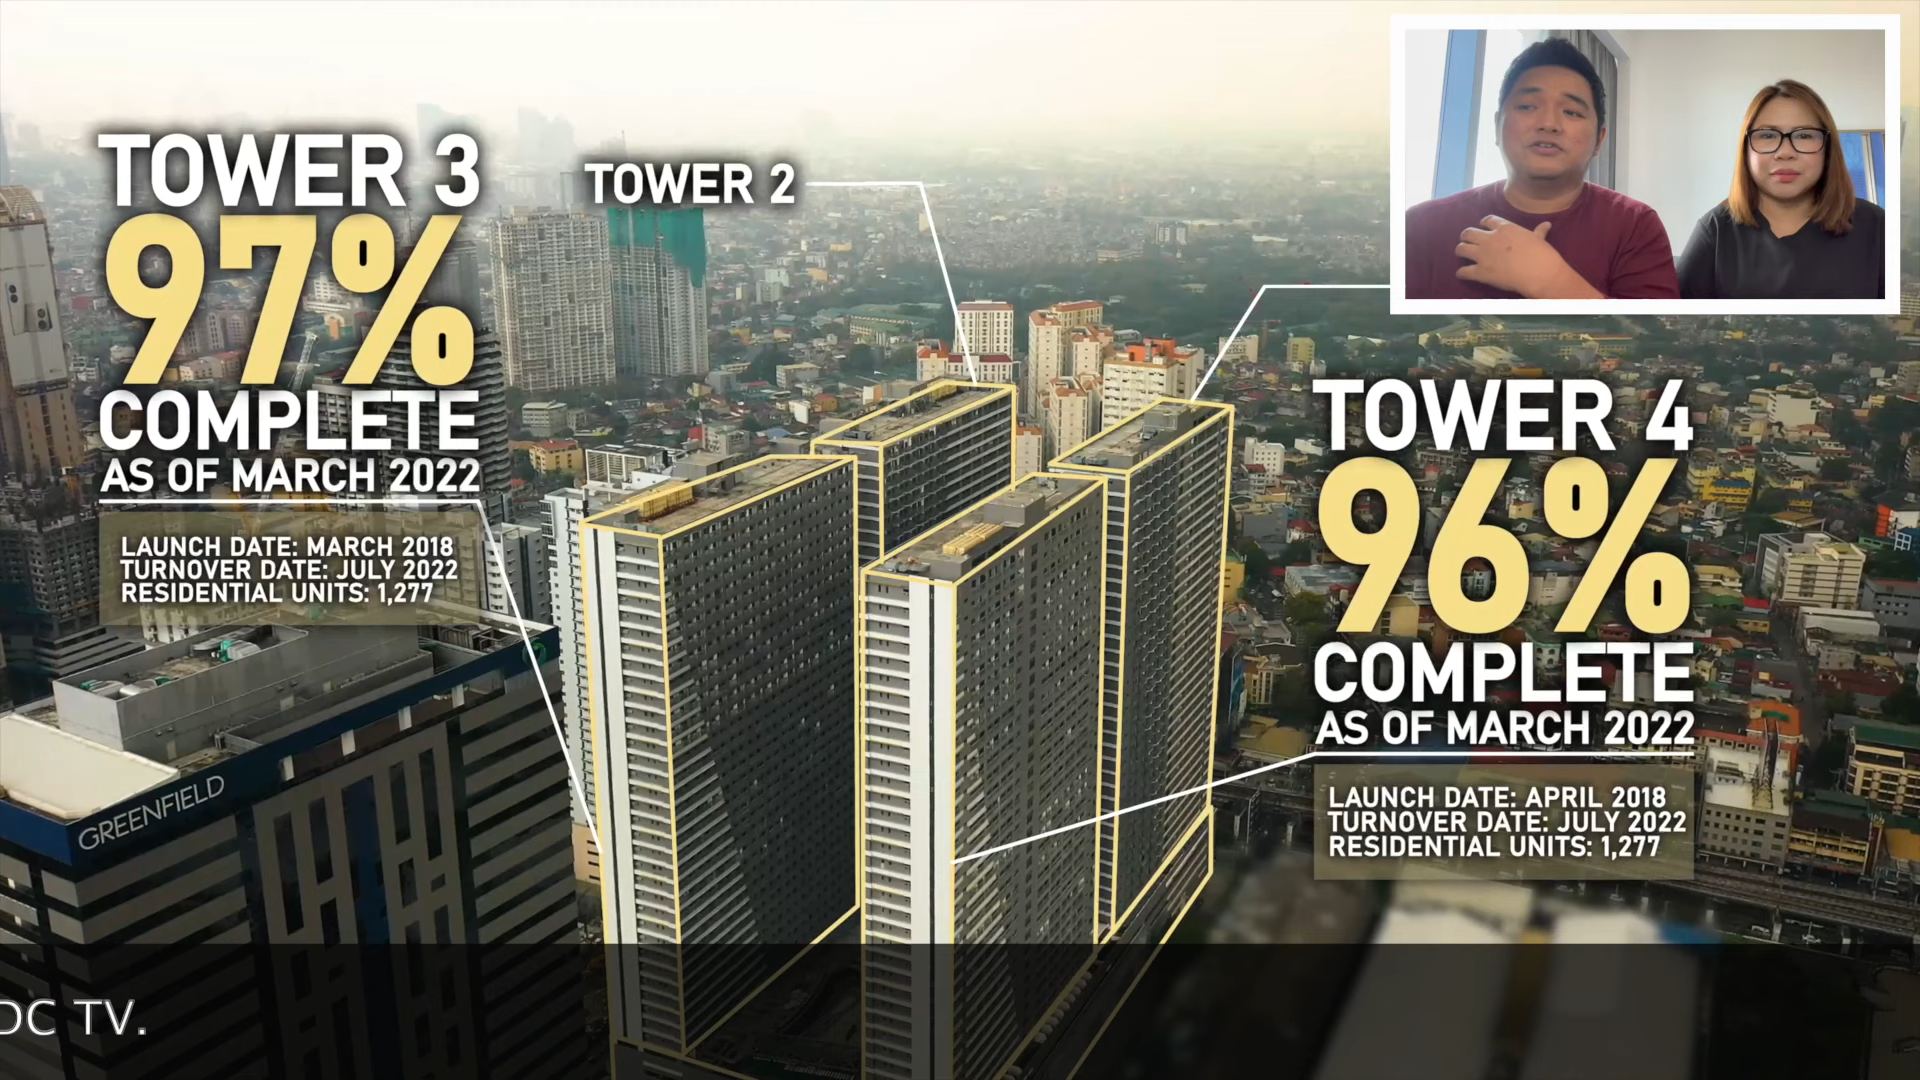 TOWER 3
97%
COMPLETE
AS OF MARCH 2022
LAUNCH DATE: MARCH 2018
TURNOVER DATE: JULY 2022
RESIDENTIAL UNITS: 1,277
TOWER 2
TOWER 4
96%
COMPLETE
AS OF MARCH 2022
LAUNCH DATE: APRIL 2018
TURNOVER DATE: JULY 2022
RESIDENTIAL UNITS: 1,277
GREENFIELD
DC TV.